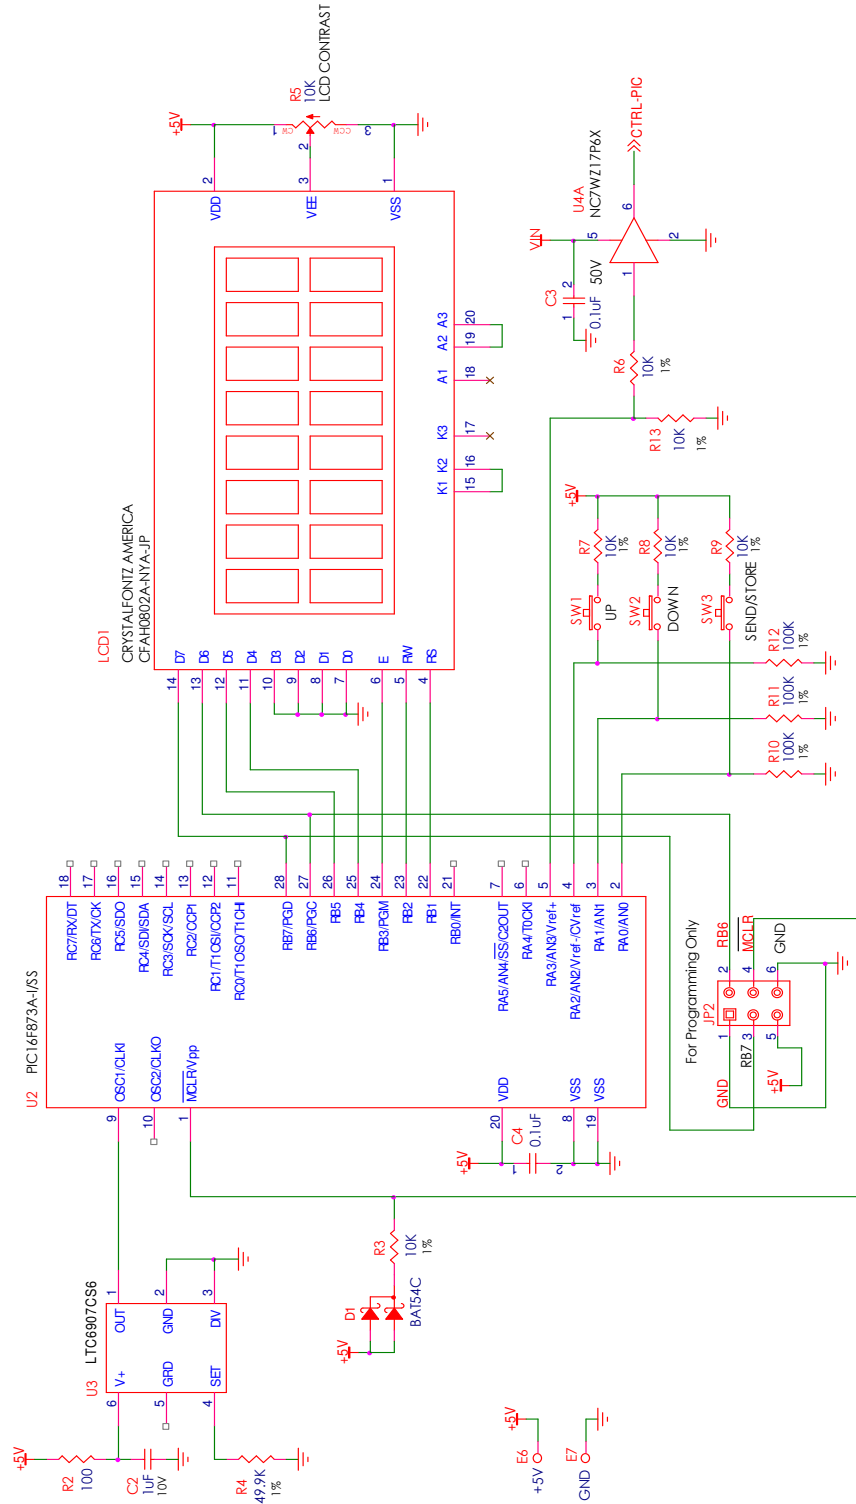 +5V
R2
100
C2
1uF
10V
R4
49.9K
1%
U3
LTC6907CS6
6
V+
OUT
1
5
GRD
GND
2
4
SET
DIV
3
+5V
D1
BAT54C
R3
10K
1%
E6
+5V
+5V
E7
GND
U2
PIC16F873A-I/SS
9
OSC1/CLKI
10
OSC2/CLKO
1
MCLR/Vpp
20
VDD
8
VSS
19
VSS
+5V
1
C4
0.1uF
2
RC7/RX/DT
18
RC6/TX/CK
17
RC5/SDO
16
RC4/SDI/SDA
15
RC3/SCK/SCL
14
RC2/CCP1
13
RC1/T1OSI/CCP2
12
RC0/T1OSO/T1CHI
11
RB7/PGD
28
RB6/PGC
27
RB5
26
RB4
25
RB3/PGM
24
RB2
23
RB1
22
RB0/INT
21
RA5/AN4/SS/C2OUT
7
RA4/T0CKI
6
RA3/AN3/Vref+
5
RA2/AN2/Vref-/CVref
4
RA1/AN1
3
RA0/AN0
2
For Programming Only
JP2
GND
1
2
RB6
RB7
3
4
MCLR
+5V
5
6
GND
LCD1
CRYSTALFONTZ AMERICA
CFAH0802A-NYA-JP
14
D7
13
D6
12
D5
11
D4
10
D3
9
D2
8
D1
7
D0
6
E
5
RW
4
RS
VDD
2
VEE
3
VSS
1
K1
15
K2
16
K3
17
A1
18
A2
19
A3
20
+5V
1
CW
2
CCW
3
R5
10K
LCD CONTRAST
SW1
UP
R7
10K
1%
SW2
DOWN
R8
10K
1%
SW3
SEND/STORE
R9
10K
1%
+5V
R12
100K
1%
R11
100K
1%
R10
100K
1%
R13
10K
1%
R6
10K
1%
C3
1
2
0.1uF
50V
VIN
U4A
NC7WZ17P6X
5
1
6
2
CTRL-PIC